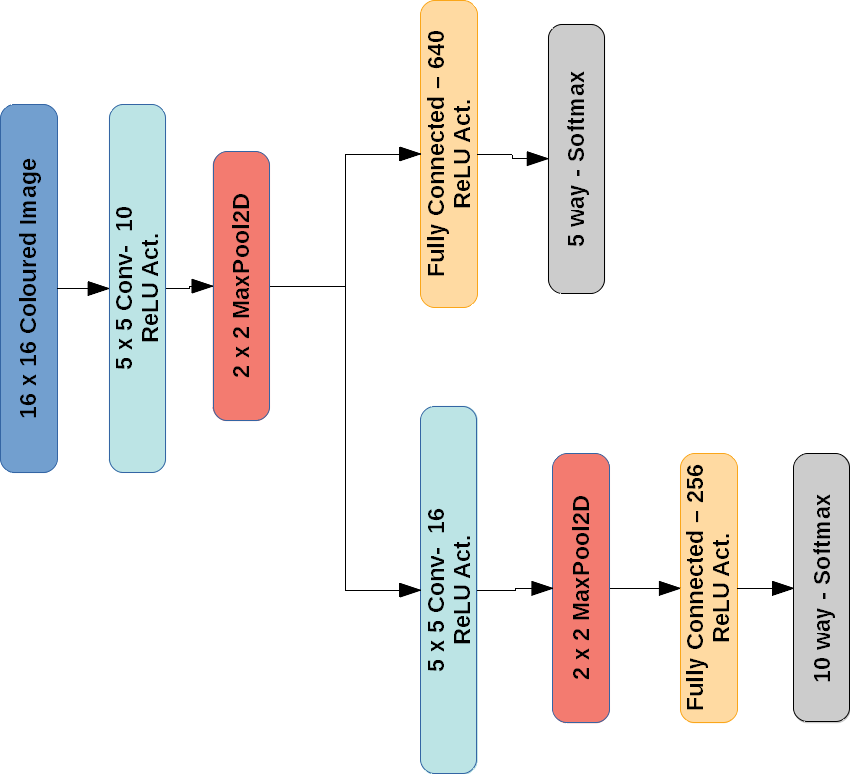 16 x 16 Coloured Image
5 x 5 Conv- 10
ReLU Act.
2 x 2 MaxPool2D
Fully Connected – 640
ReLU Act.
5 way - Softmax
5 x 5 Conv- 16
ReLU Act.
2 x 2 MaxPool2D
Fully Connected – 256
ReLU Act.
10 way - Softmax